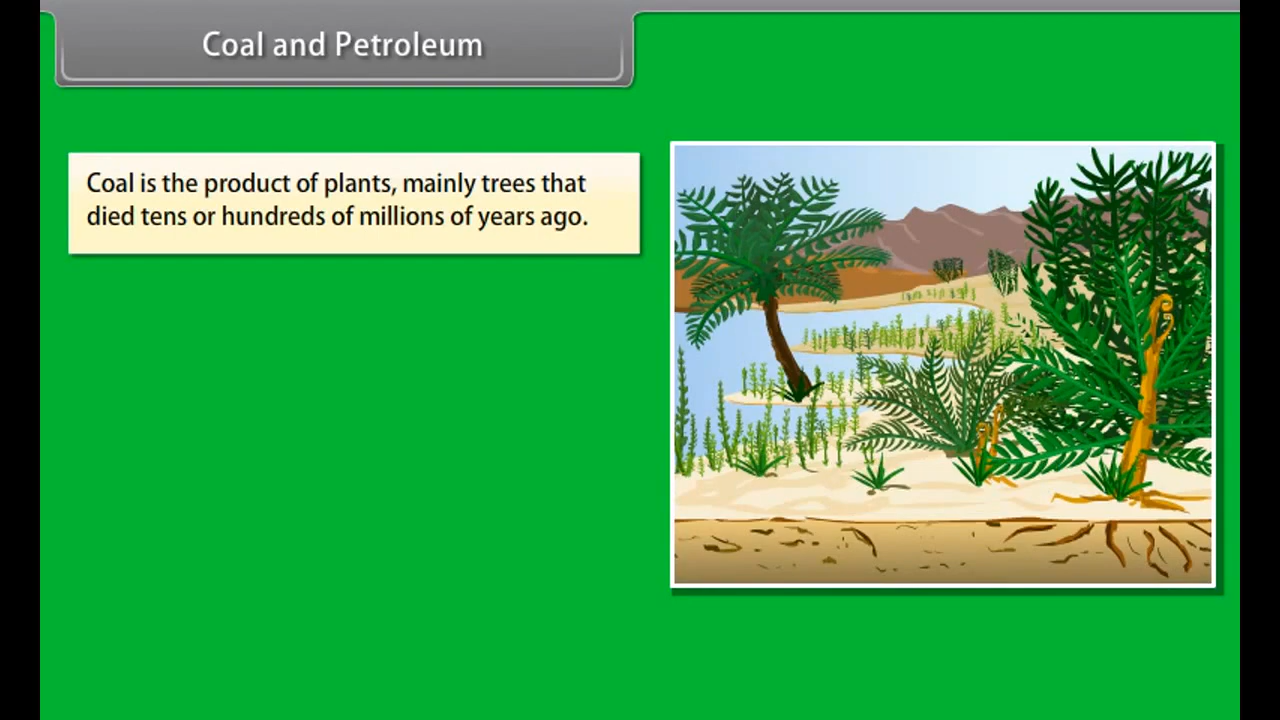 Coal and Petroleum
Coal is the product of plants, mainly trees that
died tens or hundreds of millions of years ago.